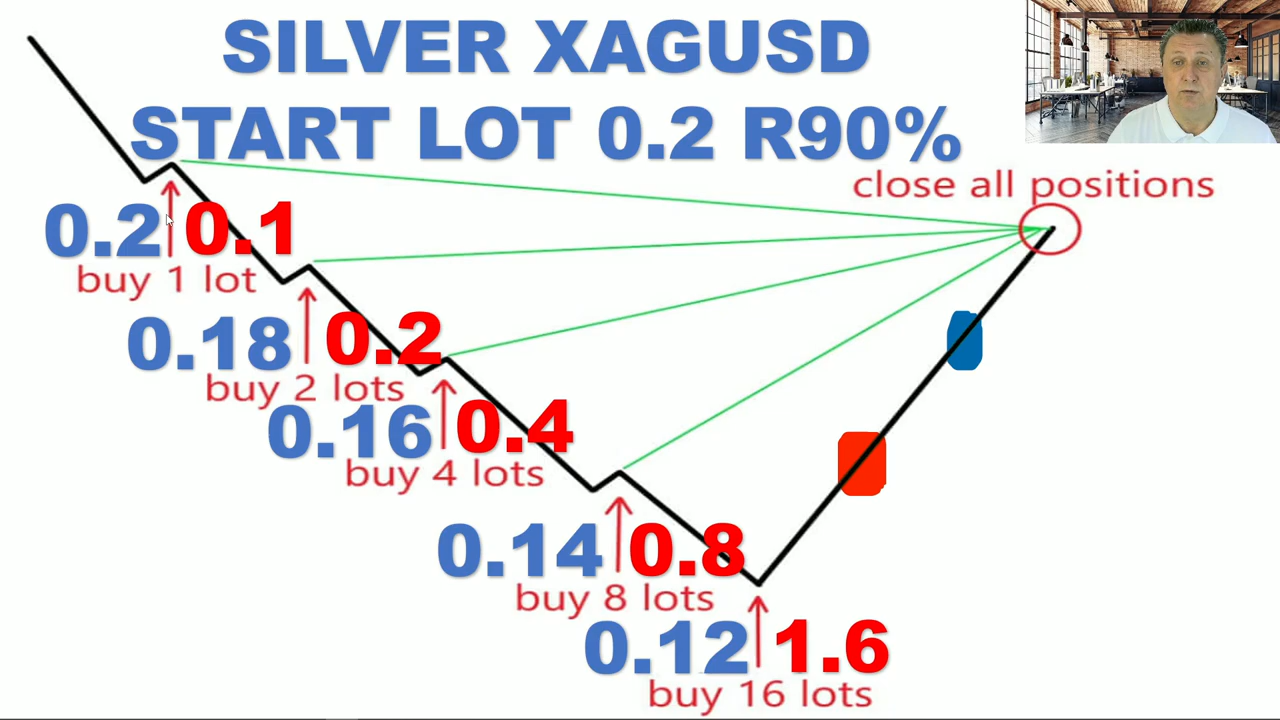 SILVER XAGUSD
START LOT 0.2 R90%
close all positions
0.2 0.1
buy 1 lot
0.18 0.2
buy 2 lots
0.16 0.4
buy 4 lots
0.14 0.8
buy 8 lots
0.12 1.6
buy 16 lots